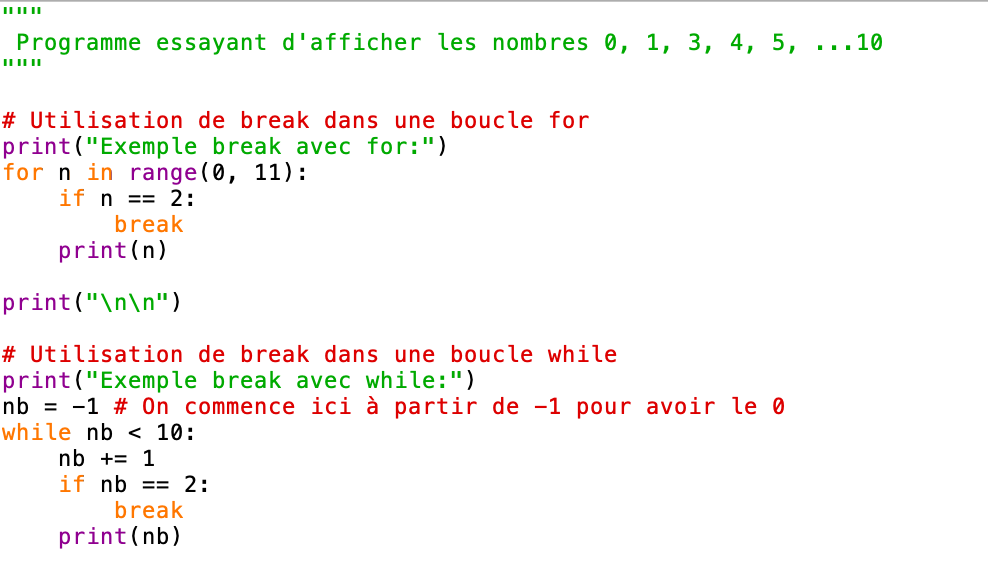 """
 Programme essayant d'afficher les nombres 0, 1, 3, 4, 5, ...10
"""

# Utilisation de break dans une boucle for
print("Exemple break avec for:")
for n in range(0, 11):
    if n == 2:
        break
    print(n)

print("\n\n")

# Utilisation de break dans une boucle while
print("Exemple break avec while:")
nb = -1 # On commence ici à partir de -1 pour avoir le 0
while nb < 10:
    nb += 1
    if nb == 2:
        break
    print(nb)